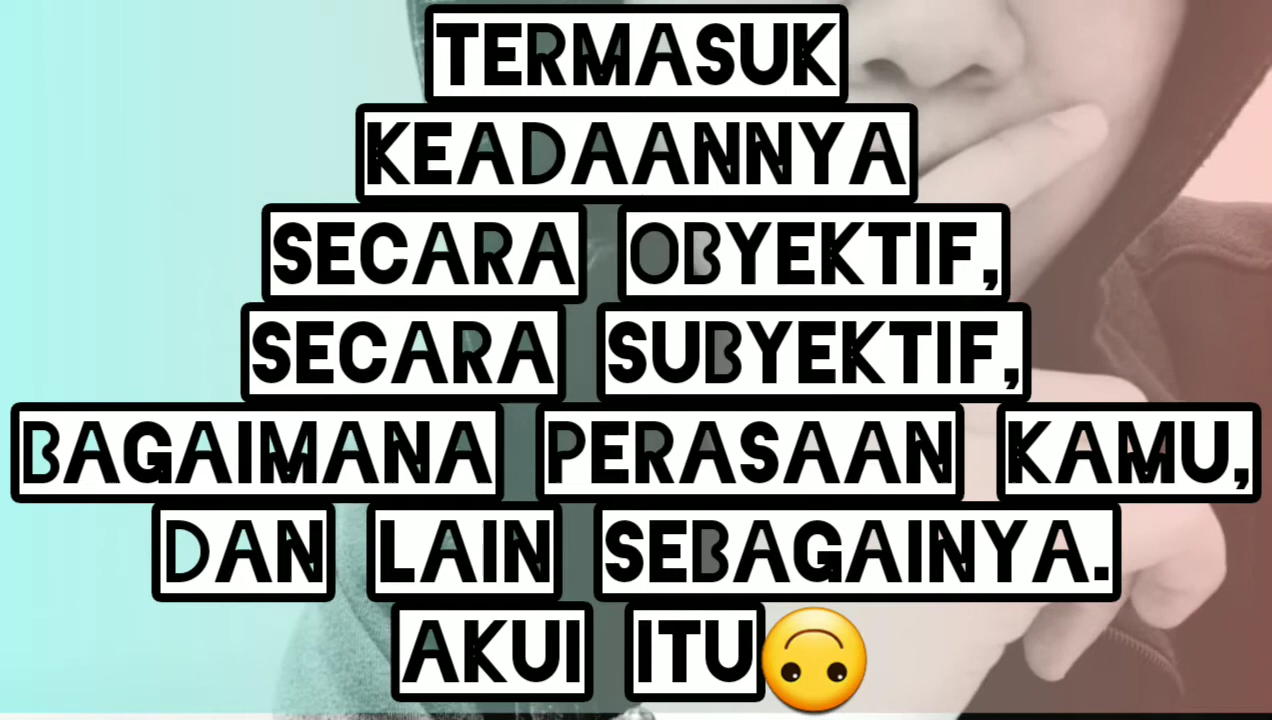 TERMASUK
KEADAANNYA
SECARA OBYEKTIF,
SECARA SUBYEKTIF,
BAGAIMANA PERASAAN KAMU,
DAN LAIN SEBAGAINYA.
AKUI ITU🙃